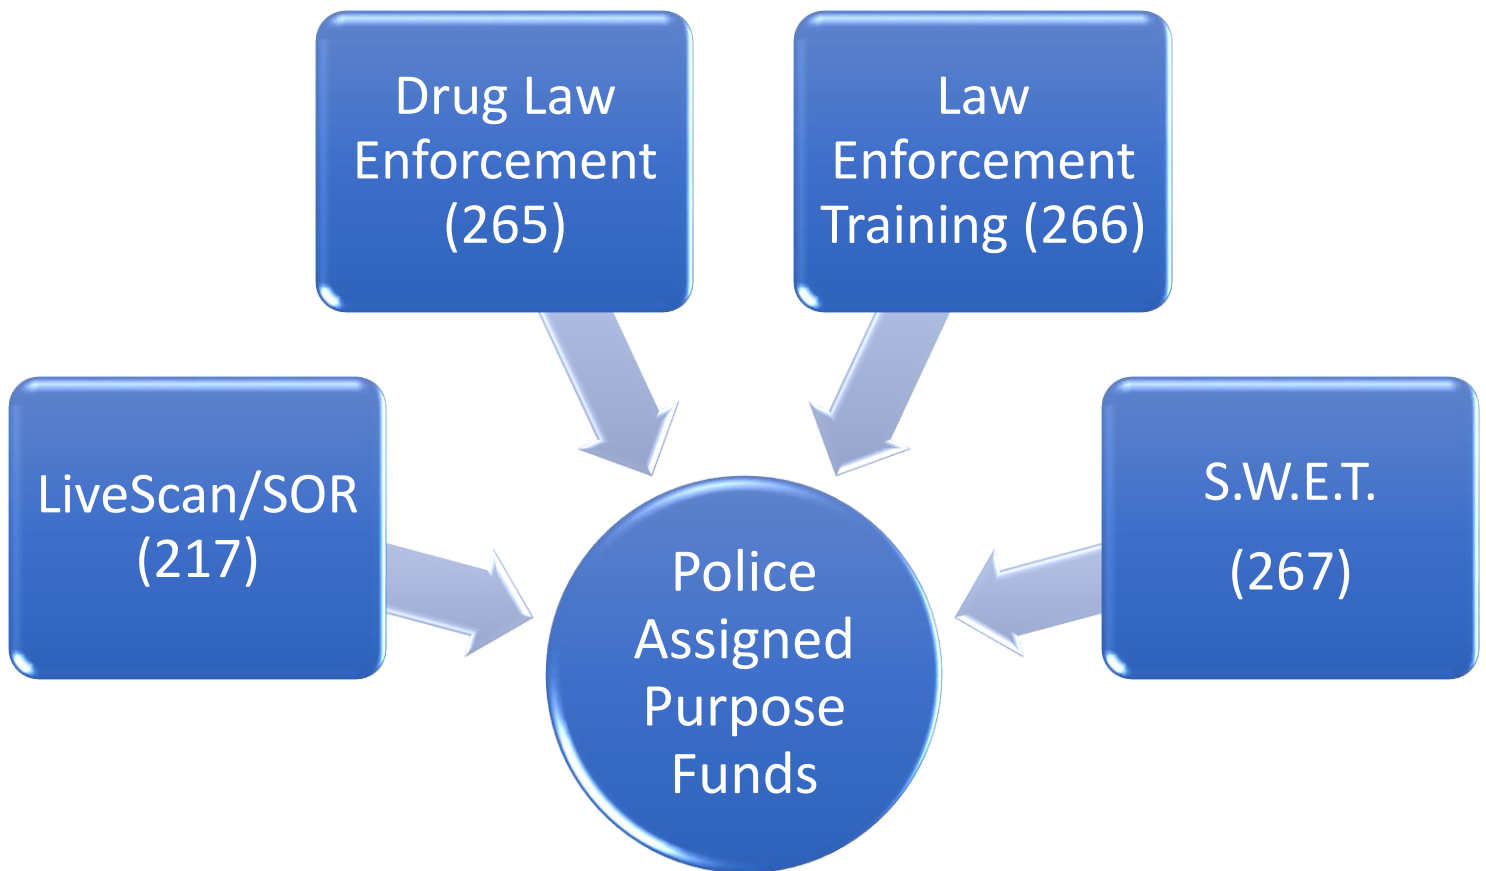 Drug Law
Enforcement
(265)
Law
Enforcement
Training (266)
LiveScan/SOR
(217)
S.W.E.T.
(267)
Police
Assigned
Purpose
Funds